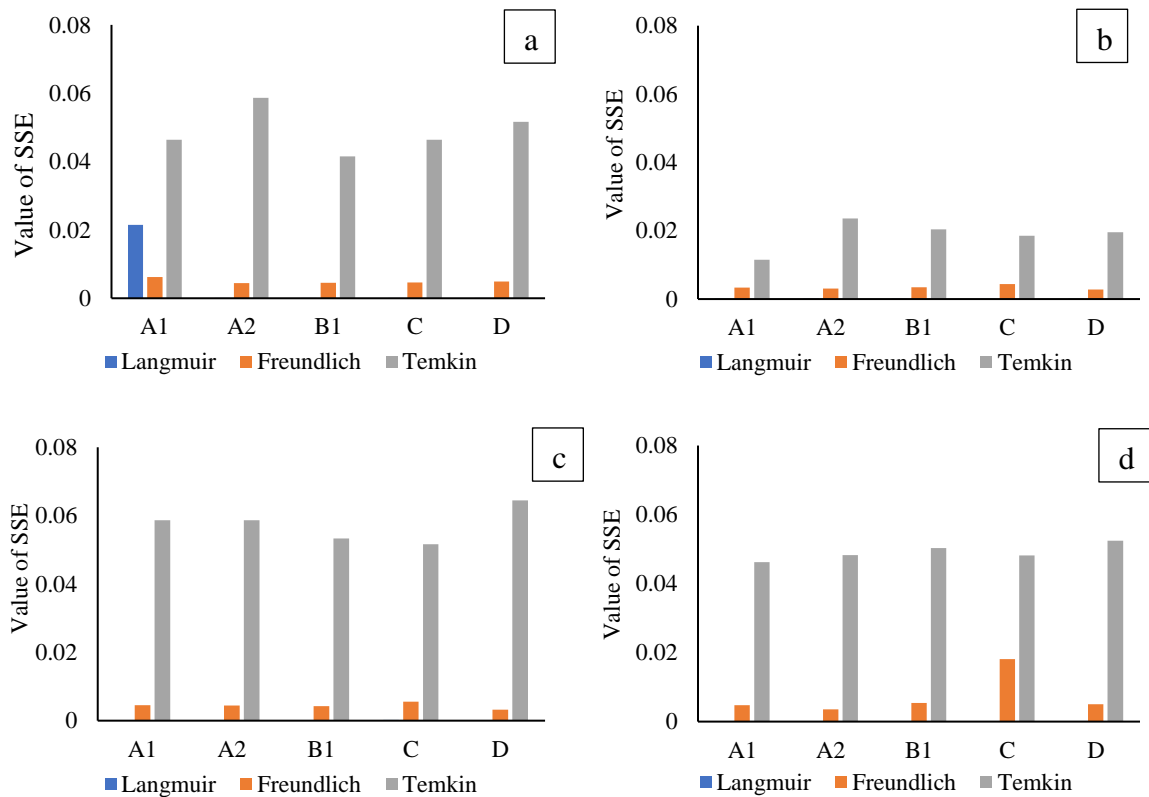 a
Value of SSE
0.08
0.06
0.04
0.02
0
A1 A2 B1 C D
Langmuir Freundlich Temkin
b
Value of SSE
0.08
0.06
0.04
0.02
0
A1 A2 B1 C D
Langmuir Freundlich Temkin
c
Value of SSE
0.08
0.06
0.04
0.02
0
A1 A2 B1 C D
Langmuir Freundlich Temkin
d
Value of SSE
0.08
0.06
0.04
0.02
0
A1 A2 B1 C D
Langmuir Freundlich Temkin